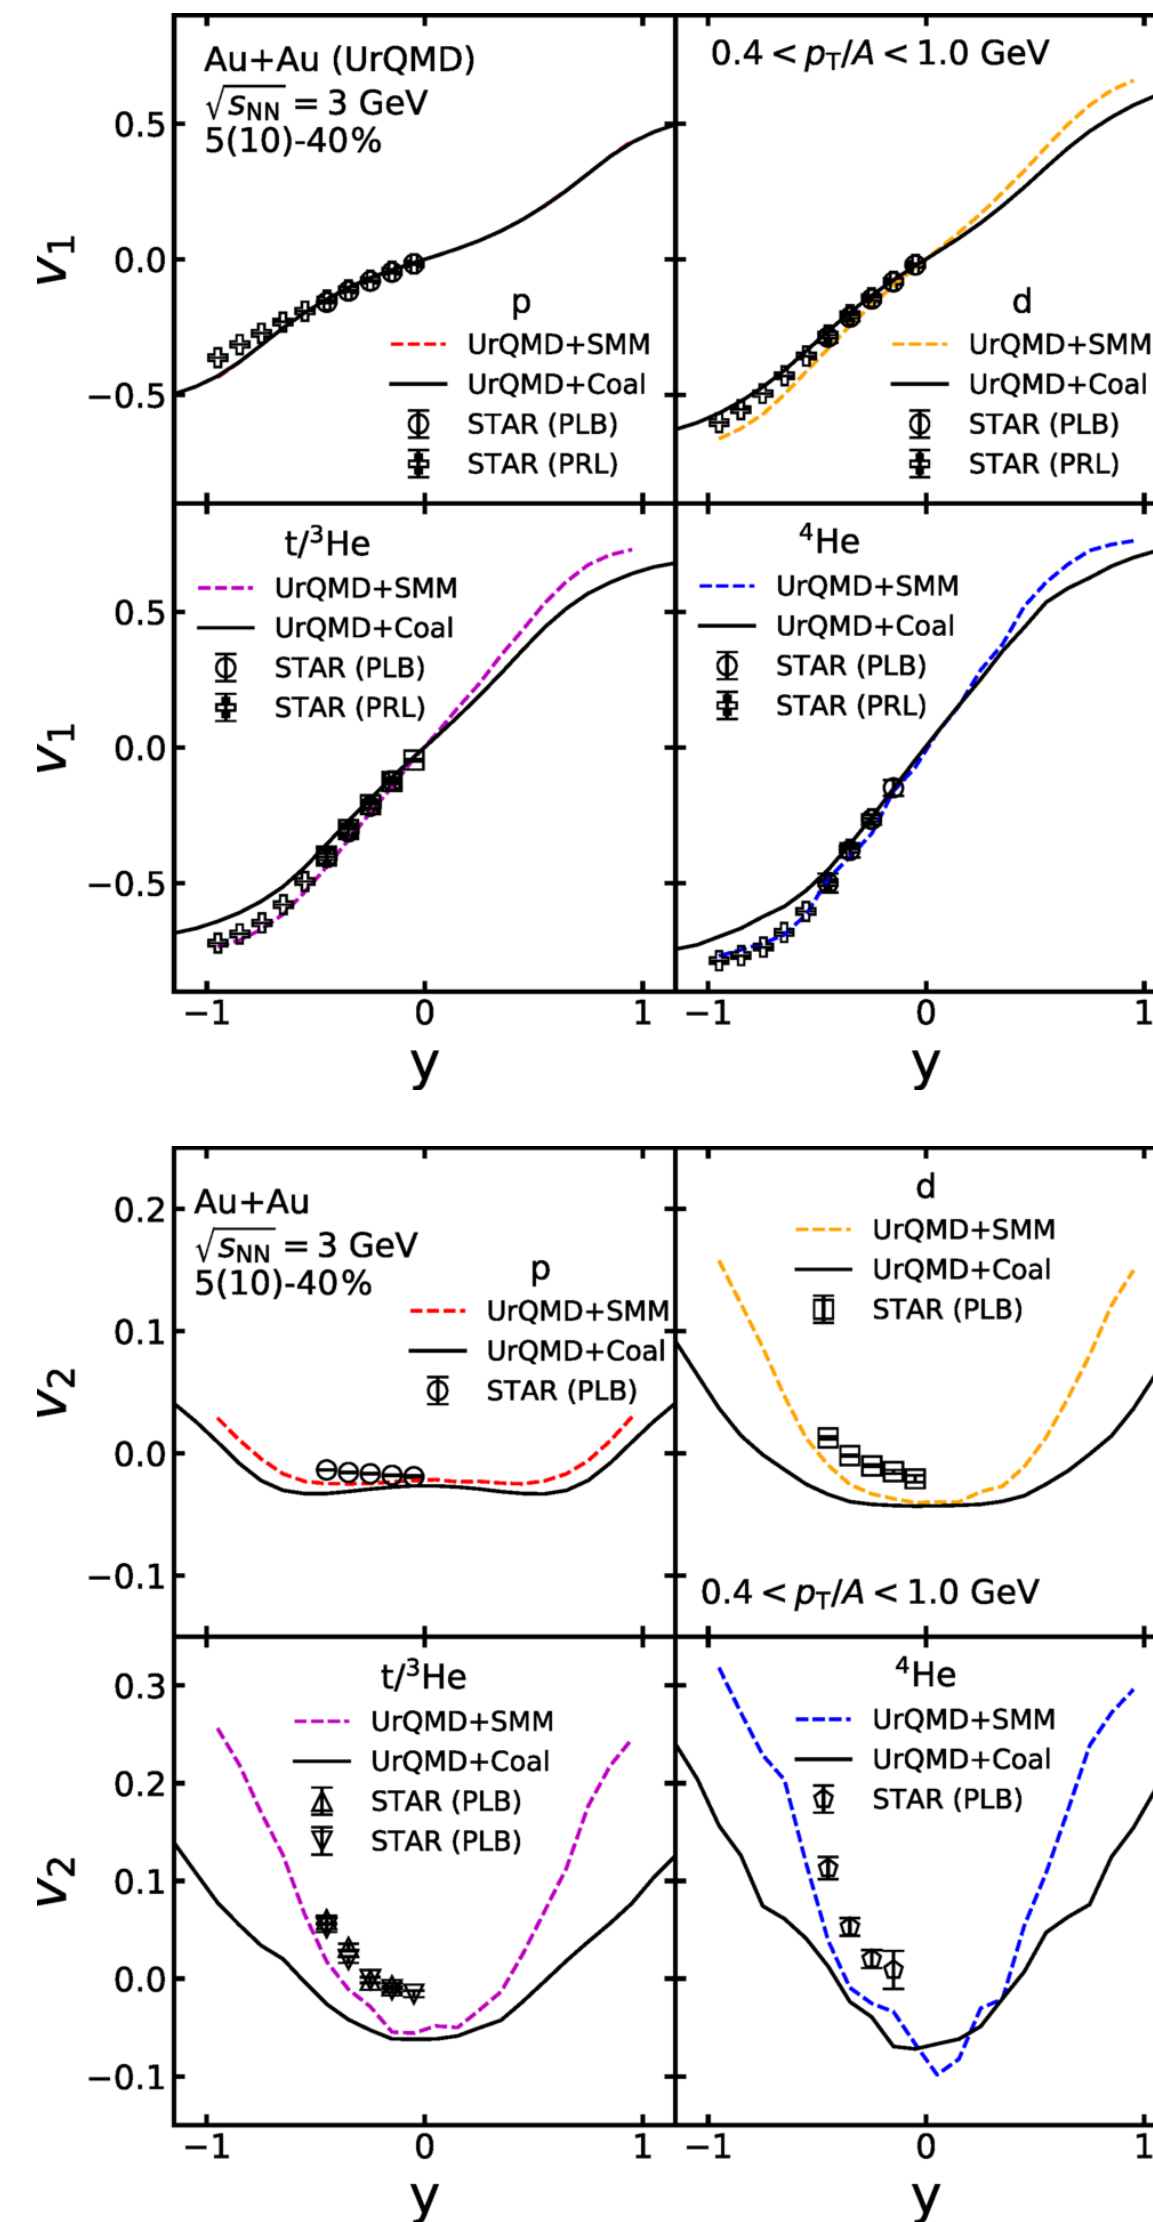 Au+Au (UrQMD)
√sNN = 3 GeV
5(10)-40%
0.4 < pT/A < 1.0 GeV
0.5
0.0
−0.5
v1
p
UrQMD+SMM
UrQMD+Coal
STAR (PLB)
STAR (PRL)
d
UrQMD+SMM
UrQMD+Coal
STAR (PLB)
STAR (PRL)
t/³He
UrQMD+SMM
UrQMD+Coal
STAR (PLB)
STAR (PRL)
⁴He
UrQMD+SMM
UrQMD+Coal
STAR (PLB)
STAR (PRL)
0.5
0.0
−0.5
v1
−1 0 1
−1 0 1
y
y
Au+Au
√sNN = 3 GeV
5(10)-40%
0.2
0.1
0.0
−0.1
v2
p
UrQMD+SMM
UrQMD+Coal
STAR (PLB)
d
UrQMD+SMM
UrQMD+Coal
STAR (PLB)
0.4 < pT/A < 1.0 GeV
t/³He
UrQMD+SMM
UrQMD+Coal
STAR (PLB)
STAR (PLB)
⁴He
UrQMD+SMM
UrQMD+Coal
STAR (PLB)
0.3
0.2
0.1
0.0
−0.1
v2
−1 0 1
−1 0 1
y
y